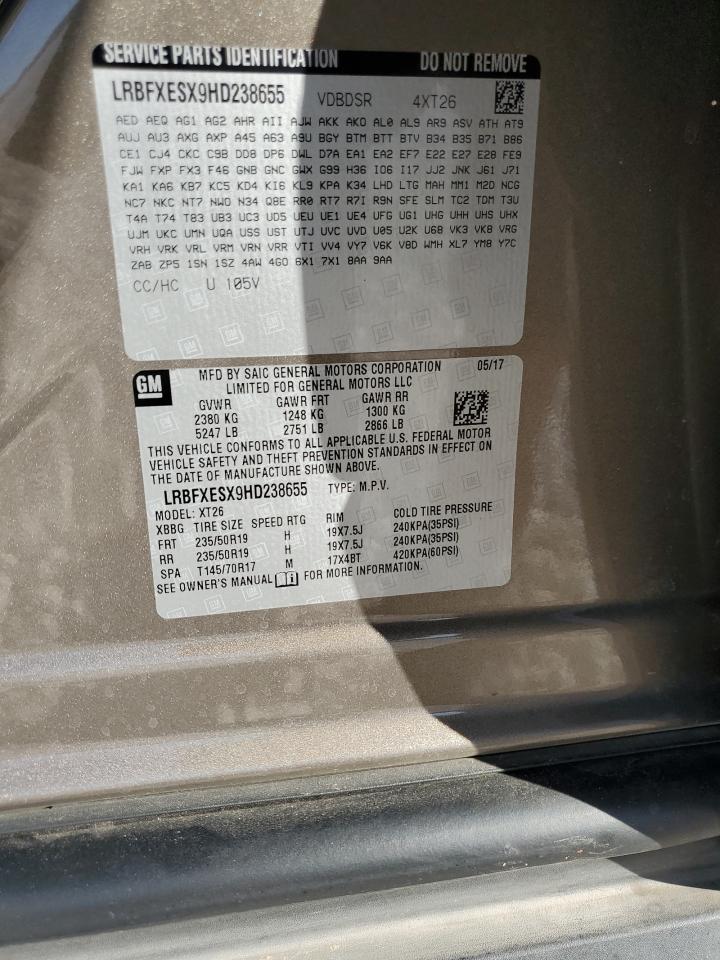 SERVICE PARTS IDENTIFICATION DO NOT REMOVE
LRBFXESX9HD238655 VDBDSR 4XT26
AED AEQ AG1 AG2 AHR AII AJW AKK AKO AL0 AL9 AR9 ASV ATH AT9
AUJ AU3 AXG AXP A45 A63 A9U BGY BTM BTT BTV B34 B35 B71 B86
CE1 CJ4 CKC C9B DD8 DP6 DWL D7A EA1 EA2 EF7 E22 E27 E28 FE9
FJW FXP FX3 F46 GNB GNC GWX G99 H36 IO6 I17 JJ2 JNK J61 J71
KA1 KA6 KB7 KC5 KD4 KI6 KL9 KPA K34 LHD LTG MAH MM1 M2D NCG
NC7 NKC NT7 NWO N34 Q8E RR0 RT7 R7I R9N SFE SLM TC2 TDM T3U
T4A T74 T83 UB3 UC3 UD5 UEU UE1 UE4 UFG UG1 UHG UHH UHS UHX
UJM UKC UMN UQA USS UST UTJ UVC UVD U05 U2K U68 VK3 VK8 VRG
VRH VRK VRL VRM VRN VRR VTI VV4 VY7 V6K V8D WMH XL7 YM8 Y7C
ZAB ZP5 1SN 1SZ 4AW 4GO 6X1 7X1 8AA 9AA
CC/HC U 105V
GM
MFD BY SAIC GENERAL MOTORS CORPORATION 05/17
LIMITED FOR GENERAL MOTORS LLC
GVWR GAWR FRT GAWR RR
2380 KG 1248 KG 1300 KG
5247 LB 2751 LB 2866 LB
THIS VEHICLE CONFORMS TO ALL APPLICABLE U.S. FEDERAL MOTOR
VEHICLE SAFETY AND THEFT PREVENTION STANDARDS IN EFFECT ON
THE DATE OF MANUFACTURE SHOWN ABOVE.
LRBFXESX9HD238655 TYPE: M.P.V.
MODEL: XT26
XBBG TIRE SIZE SPEED RTG RIM COLD TIRE PRESSURE
FRT 235/50R19 H 19X7.5J 240KPA(35PSI)
RR 235/50R19 H 19X7.5J 240KPA(35PSI)
SPA T145/70R17 M 17X4BT 420KPA(60PSI)
SEE OWNER'S MANUAL FOR MORE INFORMATION.